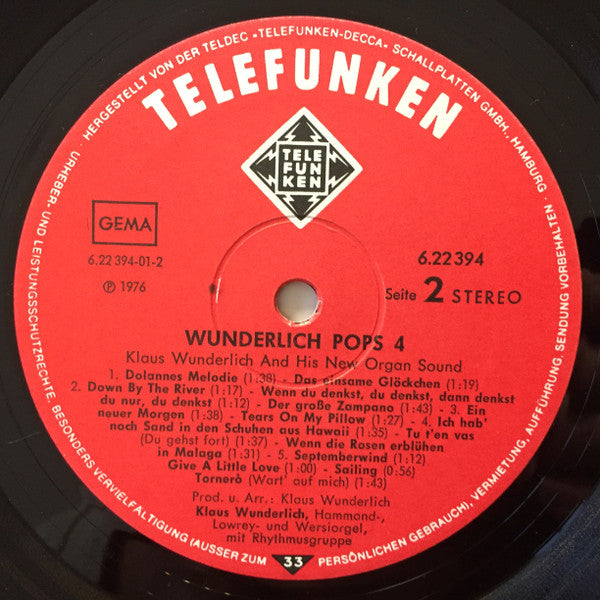 URHEBER- UND LEISTUNGSSCHUTZRECHTE, BESONDERS VERVIELFÄLTIGUNG (AUSSER ZUM PERSÖNLICHEN GEBRAUCH), VERMIETUNG, AUFFÜHRUNG, SENDUNG VORBEHALTEN ·
HERGESTELLT VON DER TELDEC »TELEFUNKEN-DECCA« SCHALLPLATTEN GMBH., HAMBURG ·
TELEFUNKEN
TELE
FUN
KEN
GEMA
6.22 394-01-2
℗ 1976
6.22 394
Seite 2 STEREO
WUNDERLICH POPS 4
Klaus Wunderlich And His New Organ Sound
1. Dolannes Melodie (1:38) - Das einsame Glöckchen (1:19)
2. Down By The River (1:17) - Wenn du denkst, du denkst, dann denkst
du nur, du denkst (1:12) - Der große Zampano (1:43) - 3. Ein
neuer Morgen (1:38) - Tears On My Pillow (1:27) - 4. Ich hab'
noch Sand in den Schuhen aus Hawaii (1:35) - Tu t'en vas
(Du gehst fort) (1:37) - Wenn die Rosen erblühen
in Malaga (1:31) - 5. Septemberwind (1:12)
Give A Little Love (1:00) - Sailing (0:56)
Tornerò (Wart' auf mich) (1:43)
Prod. u. Arr.: Klaus Wunderlich
Klaus Wunderlich, Hammond-,
Lowrey- und Wersiorgel,
mit Rhythmusgruppe
33